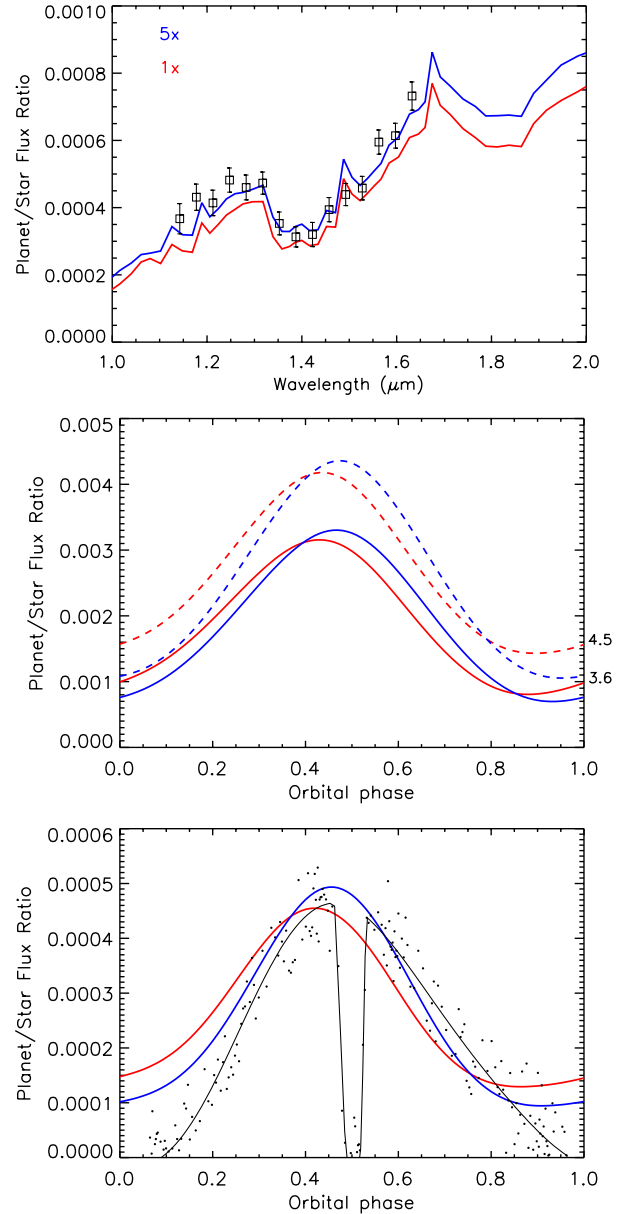 0.0010
0.0008
0.0006
0.0004
0.0002
0.0000
Planet/Star Flux Ratio
5x
1x
1.0 1.2 1.4 1.6 1.8 2.0
Wavelength (μm)
0.005
0.004
0.003
0.002
0.001
0.000
Planet/Star Flux Ratio
4.5
3.6
0.0 0.2 0.4 0.6 0.8 1.0
Orbital phase
0.0006
0.0005
0.0004
0.0003
0.0002
0.0001
0.0000
Planet/Star Flux Ratio
0.0 0.2 0.4 0.6 0.8 1.0
Orbital phase